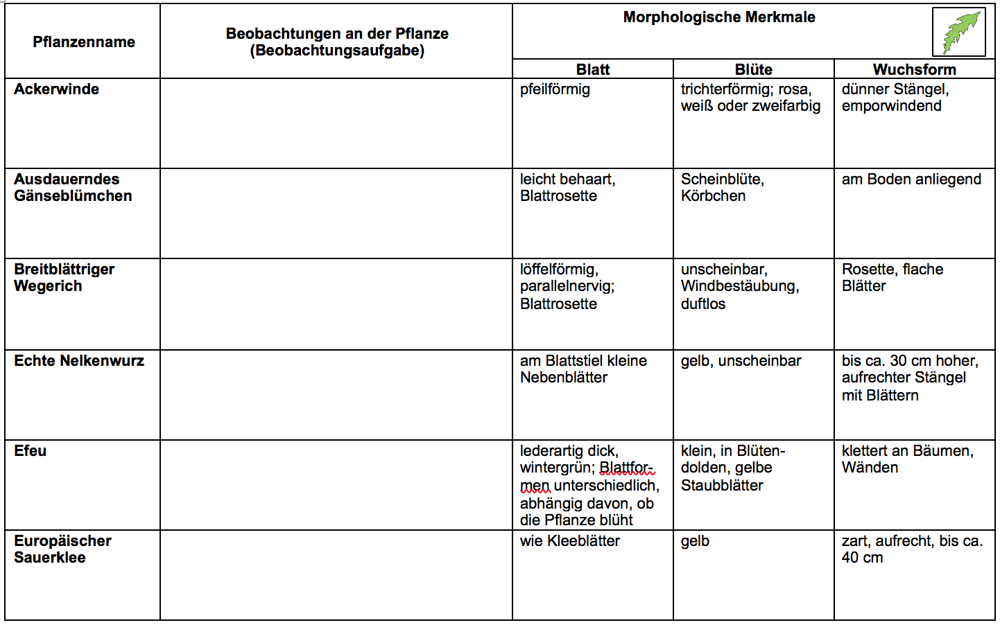 Pflanzenname
Beobachtungen an der Pflanze
(Beobachtungsaufgabe)
Morphologische Merkmale
Blatt
Blüte
Wuchsform
Ackerwinde
pfeilförmig
trichterförmig; rosa,
weiß oder zweifarbig
dünner Stängel,
emporwindend
Ausdauerndes
Gänseblümchen
leicht behaart,
Blattrosette
Scheinblüte,
Körbchen
am Boden anliegend
Breitblättriger
Wegerich
löffelförmig,
parallelnervig;
Blattrosette
unscheinbar,
Windbestäubung,
duftlos
Rosette, flache
Blätter
Echte Nelkenwurz
am Blattstiel kleine
Nebenblätter
gelb, unscheinbar
bis ca. 30 cm hoher,
aufrechter Stängel
mit Blättern
Efeu
lederartig dick,
wintergrün; Blattfor-
men unterschiedlich,
abhängig davon, ob
die Pflanze blüht
klein, in Blüten-
dolden, gelbe
Staubblätter
klettert an Bäumen,
Wänden
Europäischer
Sauerklee
wie Kleeblätter
gelb
zart, aufrecht, bis ca.
40 cm